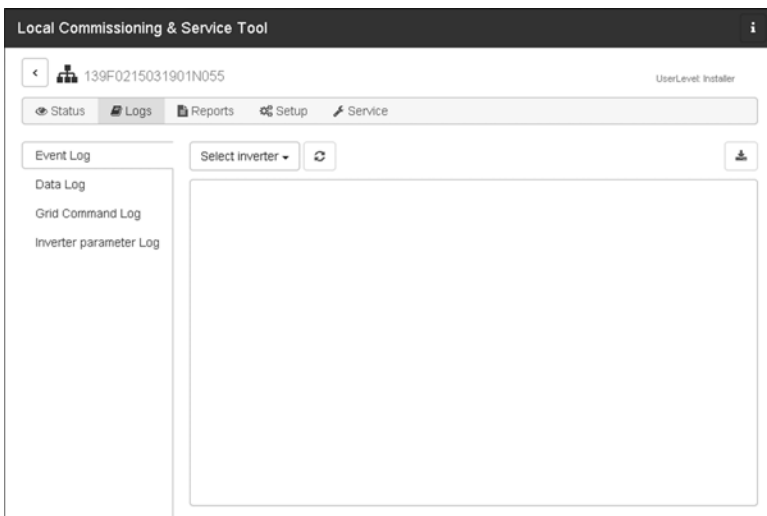 Local Commissioning & Service Tool i
139F0215031901N055 UserLevel: Installer
Status Logs Reports Setup Service
Event Log Select inverter
Data Log
Grid Command Log
Inverter parameter Log